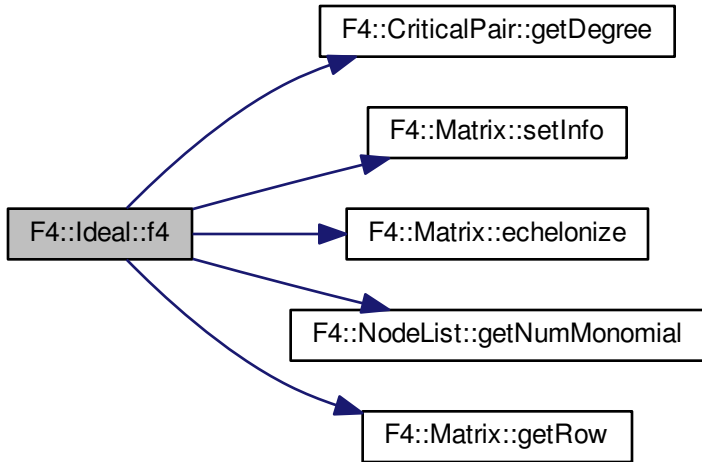 F4::CriticalPair::getDegree
F4::Matrix::setInfo
F4::Ideal::f4
F4::Matrix::echelonize
F4::NodeList::getNumMonomial
F4::Matrix::getRow